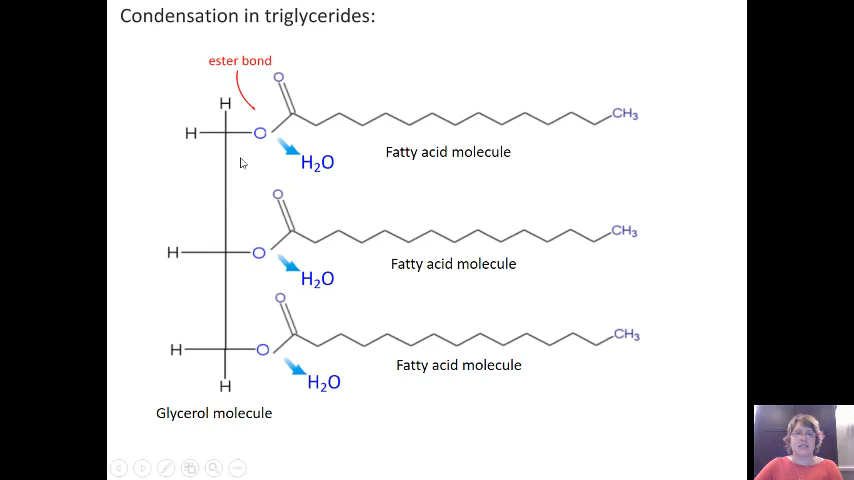 Condensation in triglycerides:
ester bond
O
H
CH₃
H
O
H₂O
Fatty acid molecule
O
CH₃
H
O
H₂O
Fatty acid molecule
O
CH₃
H
O
H₂O
Fatty acid molecule
H
Glycerol molecule